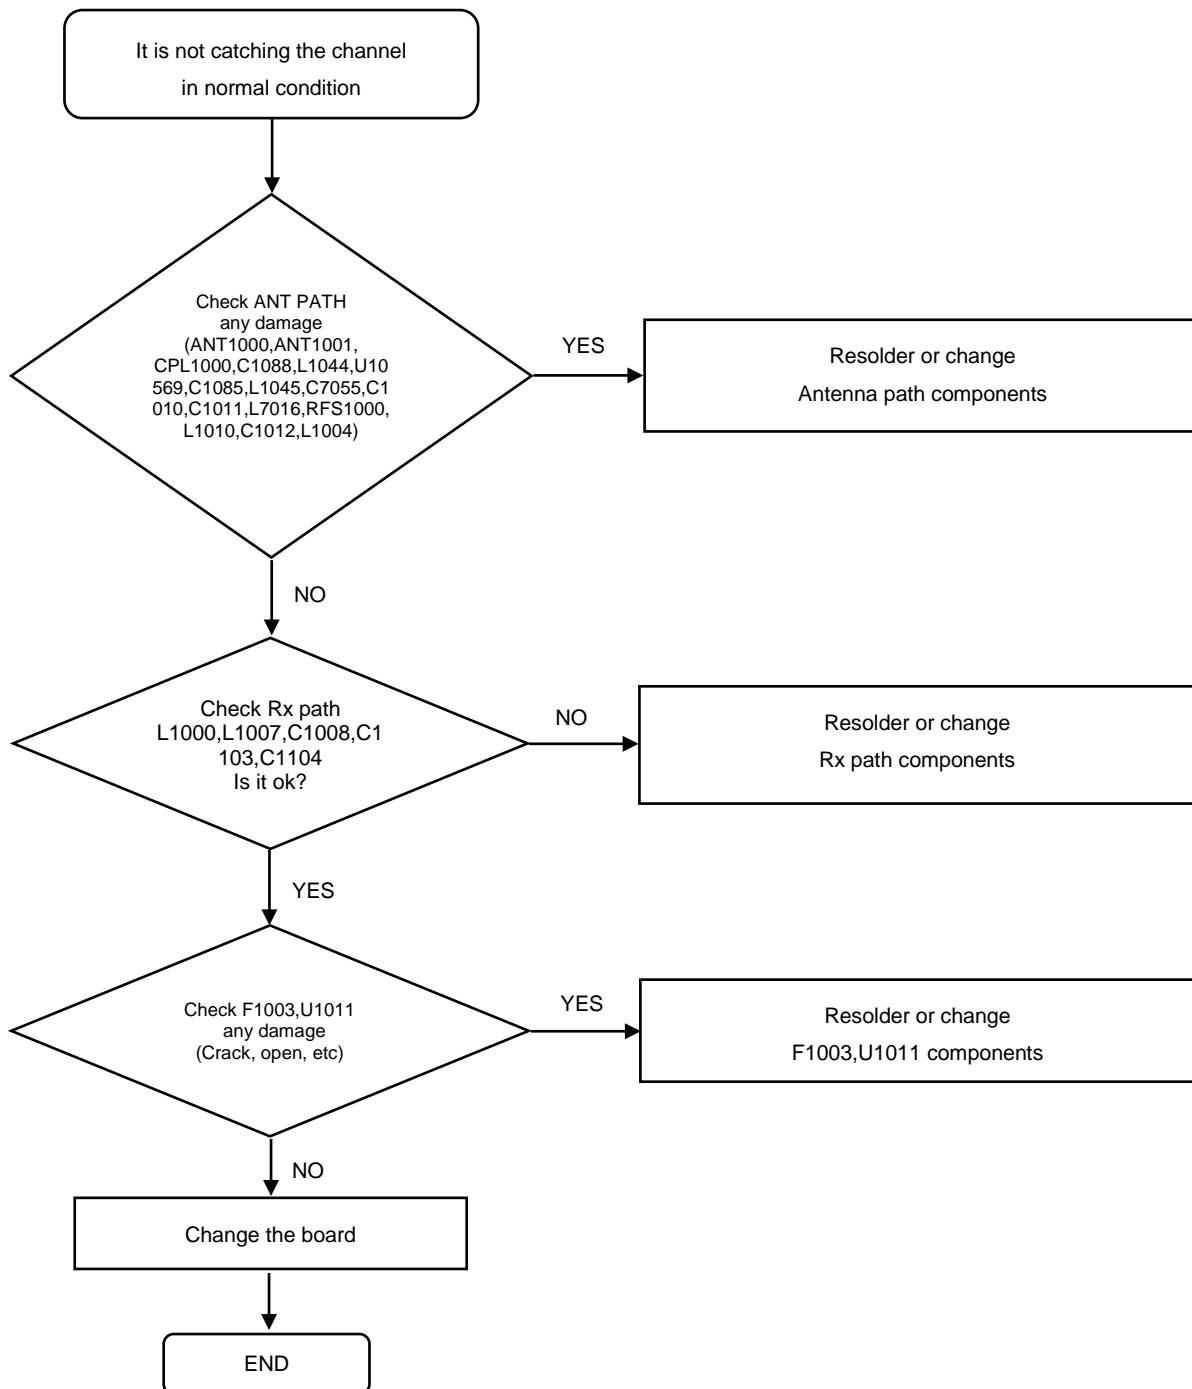 It is not catching the channel
in normal condition
Check ANT PATH
any damage
(ANT1000,ANT1001,
CPL1000,C1088,L1044,U10
569,C1085,L1045,C7055,C1
010,C1011,L7016,RFS1000,
L1010,C1012,L1004)
YES
Resolder or change
Antenna path components
NO
Check Rx path
L1000,L1007,C1008,C1
103,C1104
Is it ok?
NO
Resolder or change
Rx path components
YES
Check F1003,U1011
any damage
(Crack, open, etc)
YES
Resolder or change
F1003,U1011 components
NO
Change the board
END